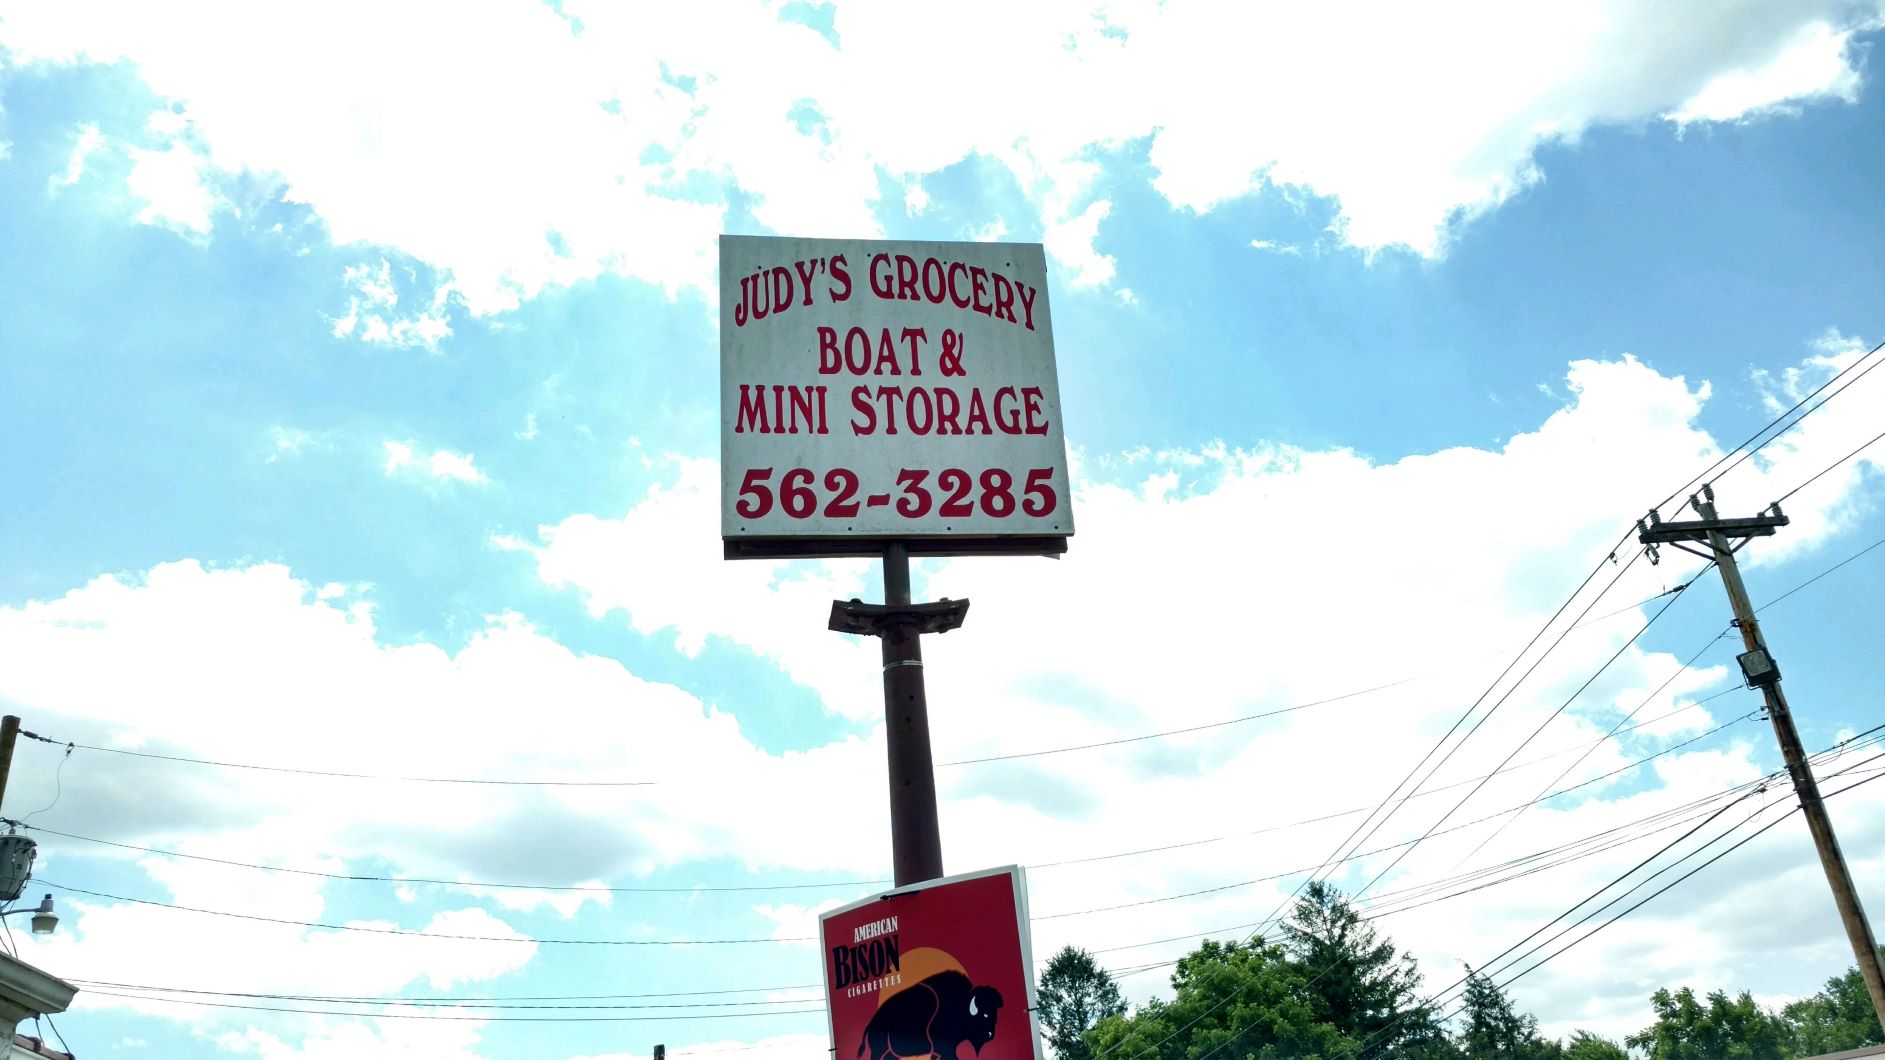 JUDY'S GROCERY
BOAT &
MINI STORAGE
562-3285
AMERICAN
BISON
CIGARETTES